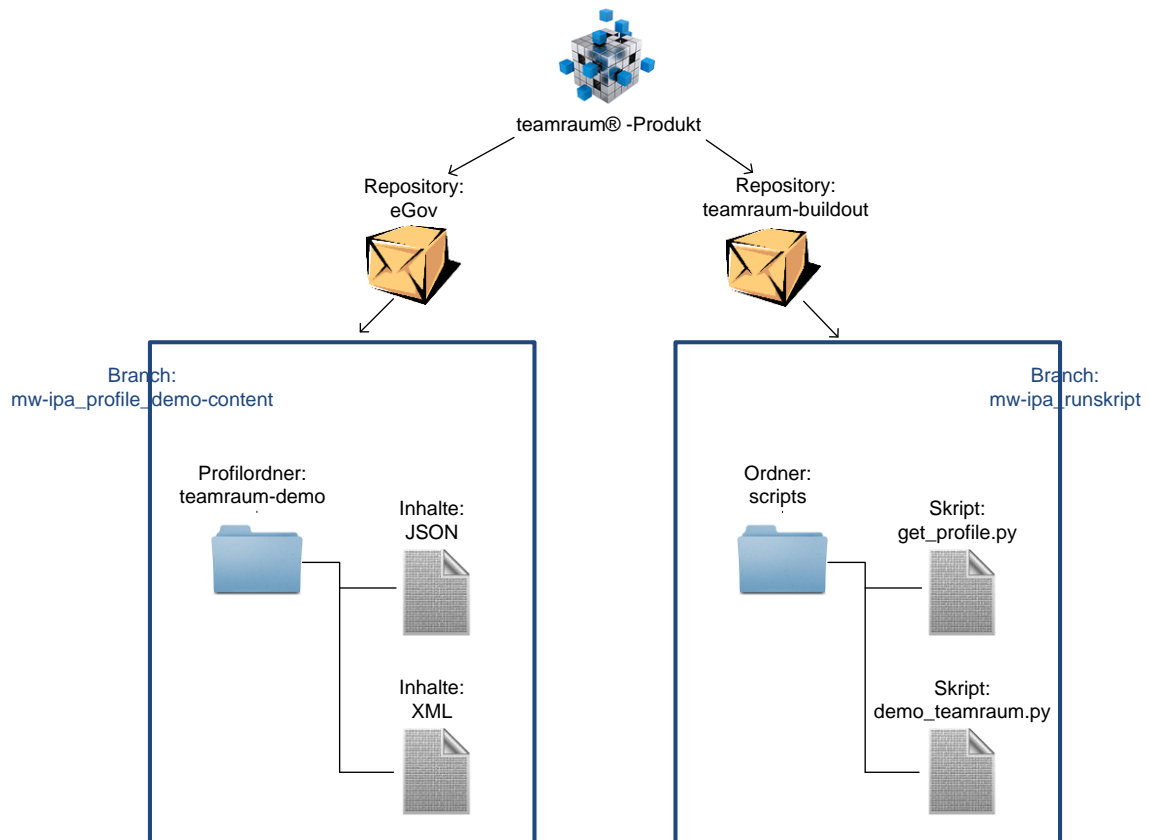 teamraum® -Produkt
Repository:
eGov
Repository:
teamraum-buildout
Branch:
mw-ipa_profile_demo-content
Branch:
mw-ipa_runskript
Profilordner:
teamraum-demo
Inhalte:
JSON
Inhalte:
XML
Ordner:
scripts
Skript:
get_profile.py
Skript:
demo_teamraum.py